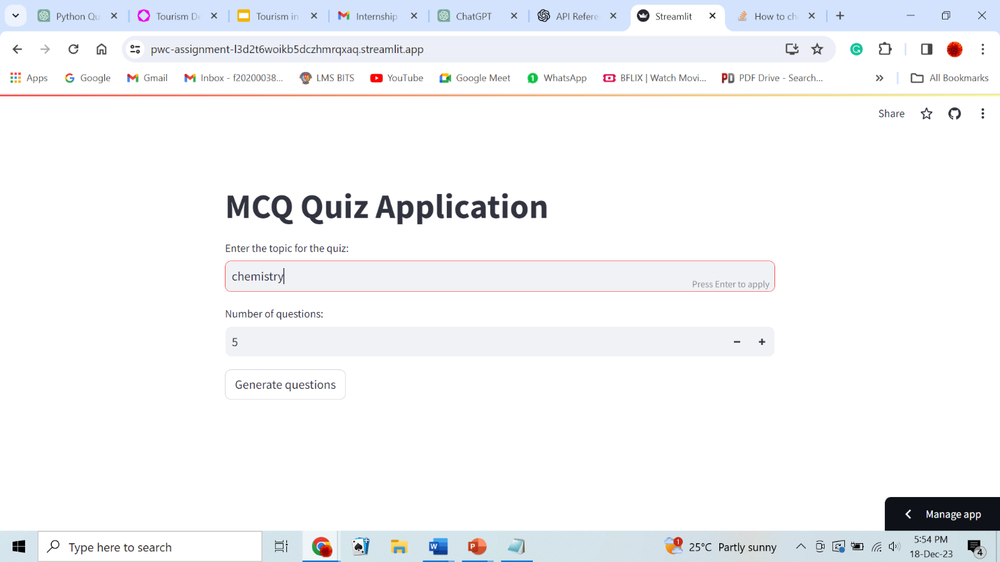 Python Qu
Tourism De
Tourism in
Internship
ChatGPT
API Refere
Streamlit
How to ch
pwc-assignment-l3d2t6woikb5dczhmrqxaq.streamlit.app
Apps
Google
Gmail
Inbox - f20200038...
LMS BITS
YouTube
Google Meet
1
WhatsApp
BFLIX | Watch Movi...
PD
PDF Drive - Search...
»
All Bookmarks
Share
MCQ Quiz Application
Enter the topic for the quiz:
chemistry
Press Enter to apply
Number of questions:
5
Generate questions
Manage app
Type here to search
1
25°C Partly sunny
5:54 PM
18-Dec-23
4